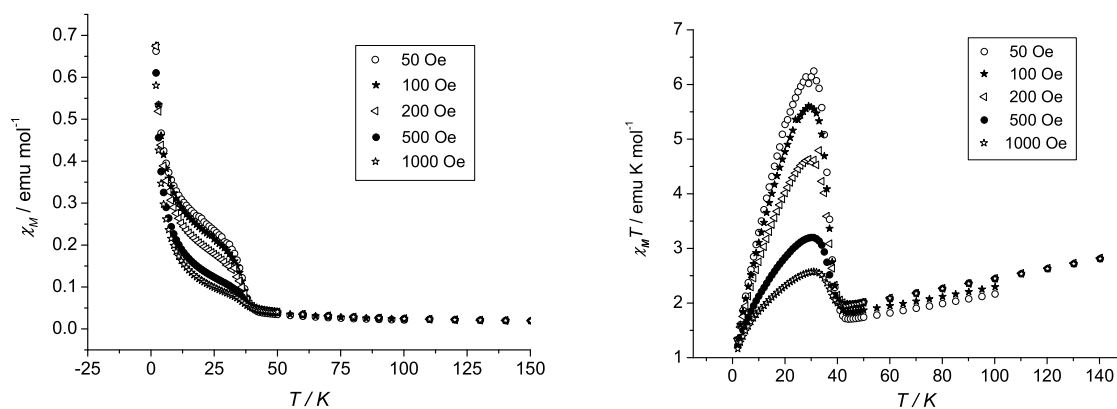 0.7
0.6
0.5
0.4
0.3
0.2
0.1
0.0
χM / emu mol-1
-25 0 25 50 75 100 125 150
T / K
50 Oe
100 Oe
200 Oe
500 Oe
1000 Oe
7
6
5
4
3
2
1
χMT / emu K mol-1
0 20 40 60 80 100 120 140
T / K
50 Oe
100 Oe
200 Oe
500 Oe
1000 Oe